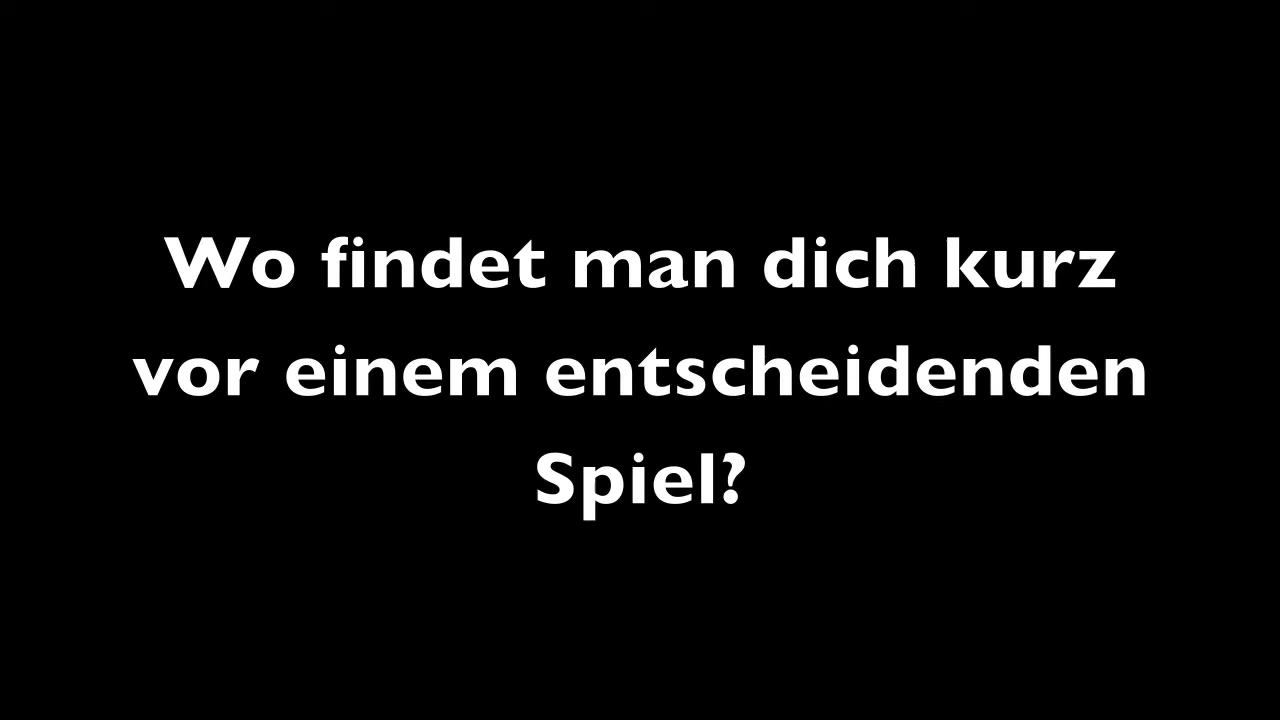 Wo findet man dich kurz
vor einem entscheidenden
Spiel?